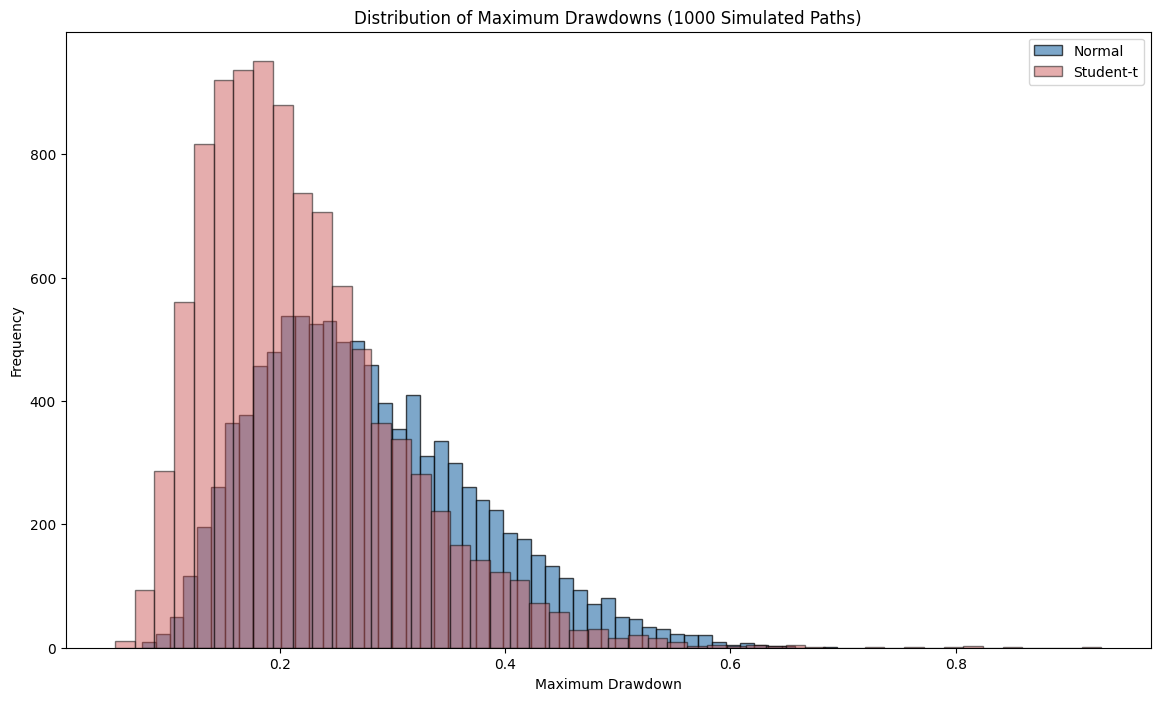 Distribution of Maximum Drawdowns (1000 Simulated Paths)
Normal
Student-t
800
600
400
200
0
Frequency
0.2
0.4
0.6
0.8
Maximum Drawdown